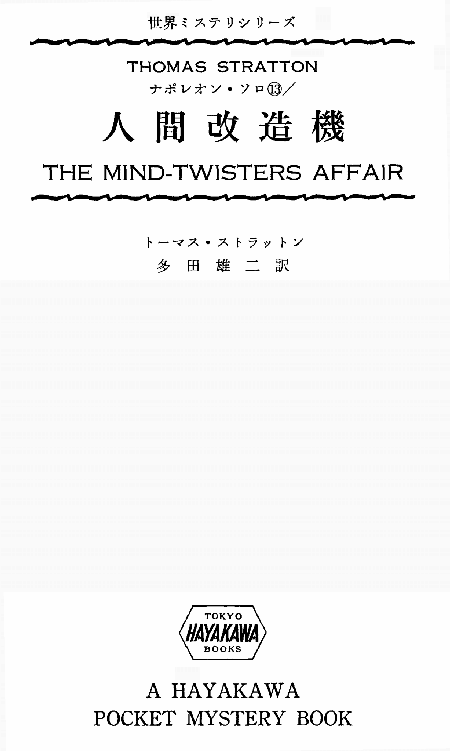 世界ミステリシリーズ
THOMAS STRATTON
ナポレオン・ソロ⑬／
人間改造機
THE MIND-TWISTERS AFFAIR
トーマス・ストラットン
多田雄二訳
TOKYO
HAYAKAWA
BOOKS
A HAYAKAWA
POCKET MYSTERY BOOK